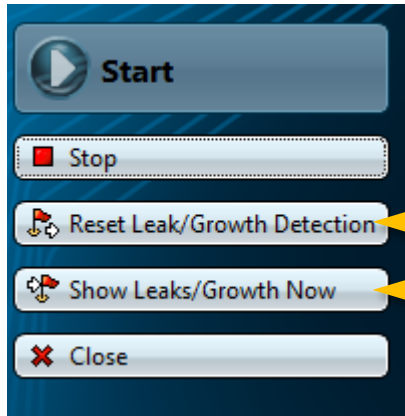 Start
Stop
Reset Leak/Growth Detection
Show Leaks/Growth Now
Close